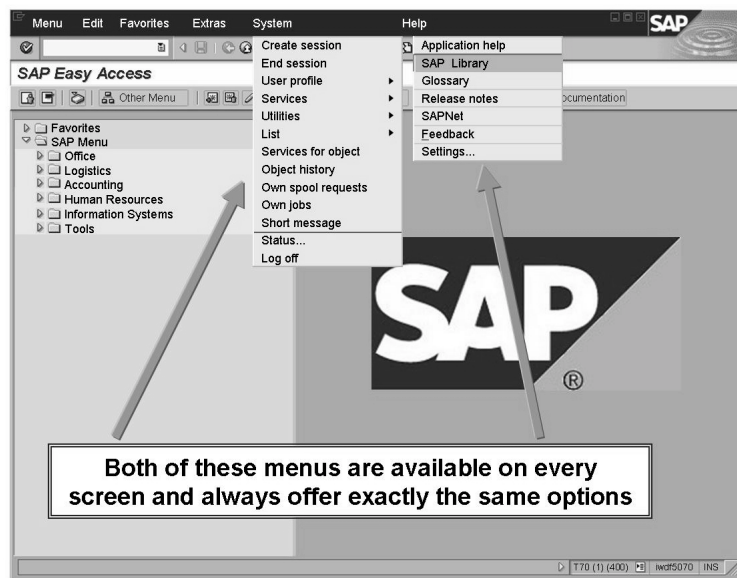 Menu Edit Favorites Extras System Help
SAP
Create session
End session
User profile
Services
Utilities
List
Services for object
Object history
Own spool requests
Own jobs
Short message
Status...
Log off
Application help
SAP Library
Glossary
Release notes
SAPNet
Feedback
Settings...
SAP Easy Access
Other Menu
ocumentation
Favorites
SAP Menu
Office
Logistics
Accounting
Human Resources
Information Systems
Tools
SAP
®
Both of these menus are available on every
screen and always offer exactly the same options
T70 (1) (400) iwdf5070 INS